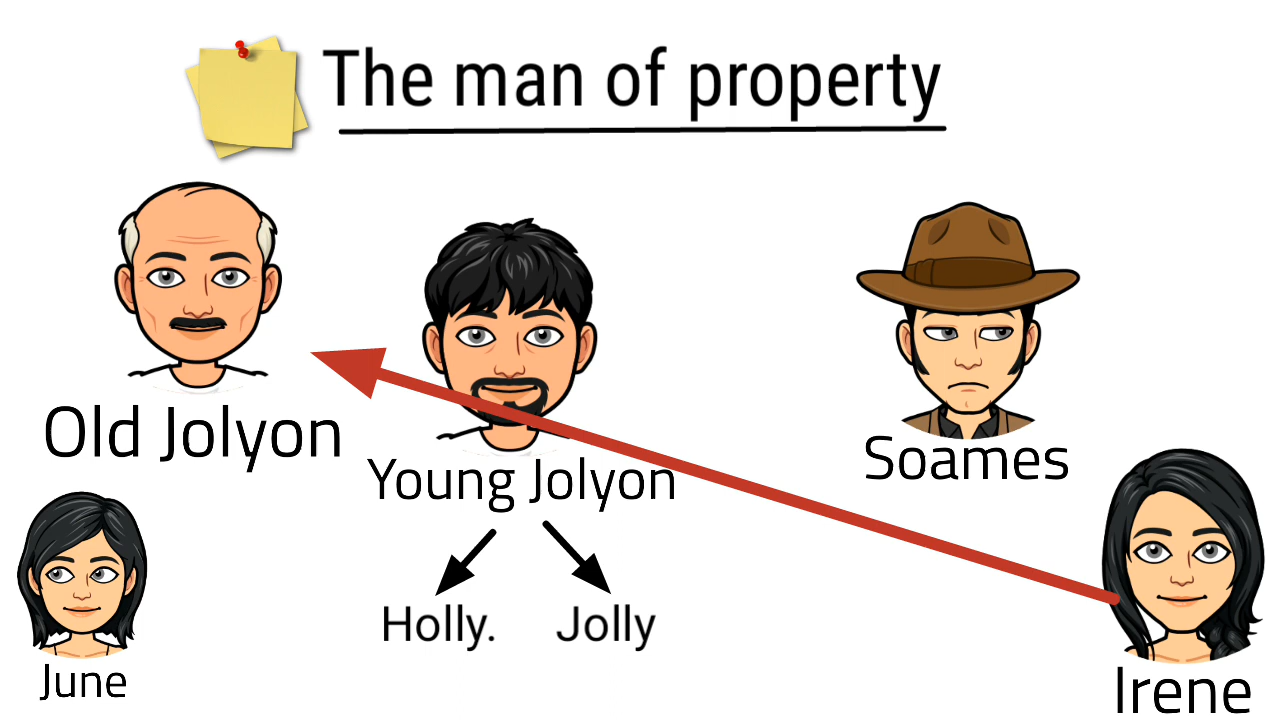 The man of property
Old Jolyon
Young Jolyon
Soames
Holly. Jolly
June
Irene